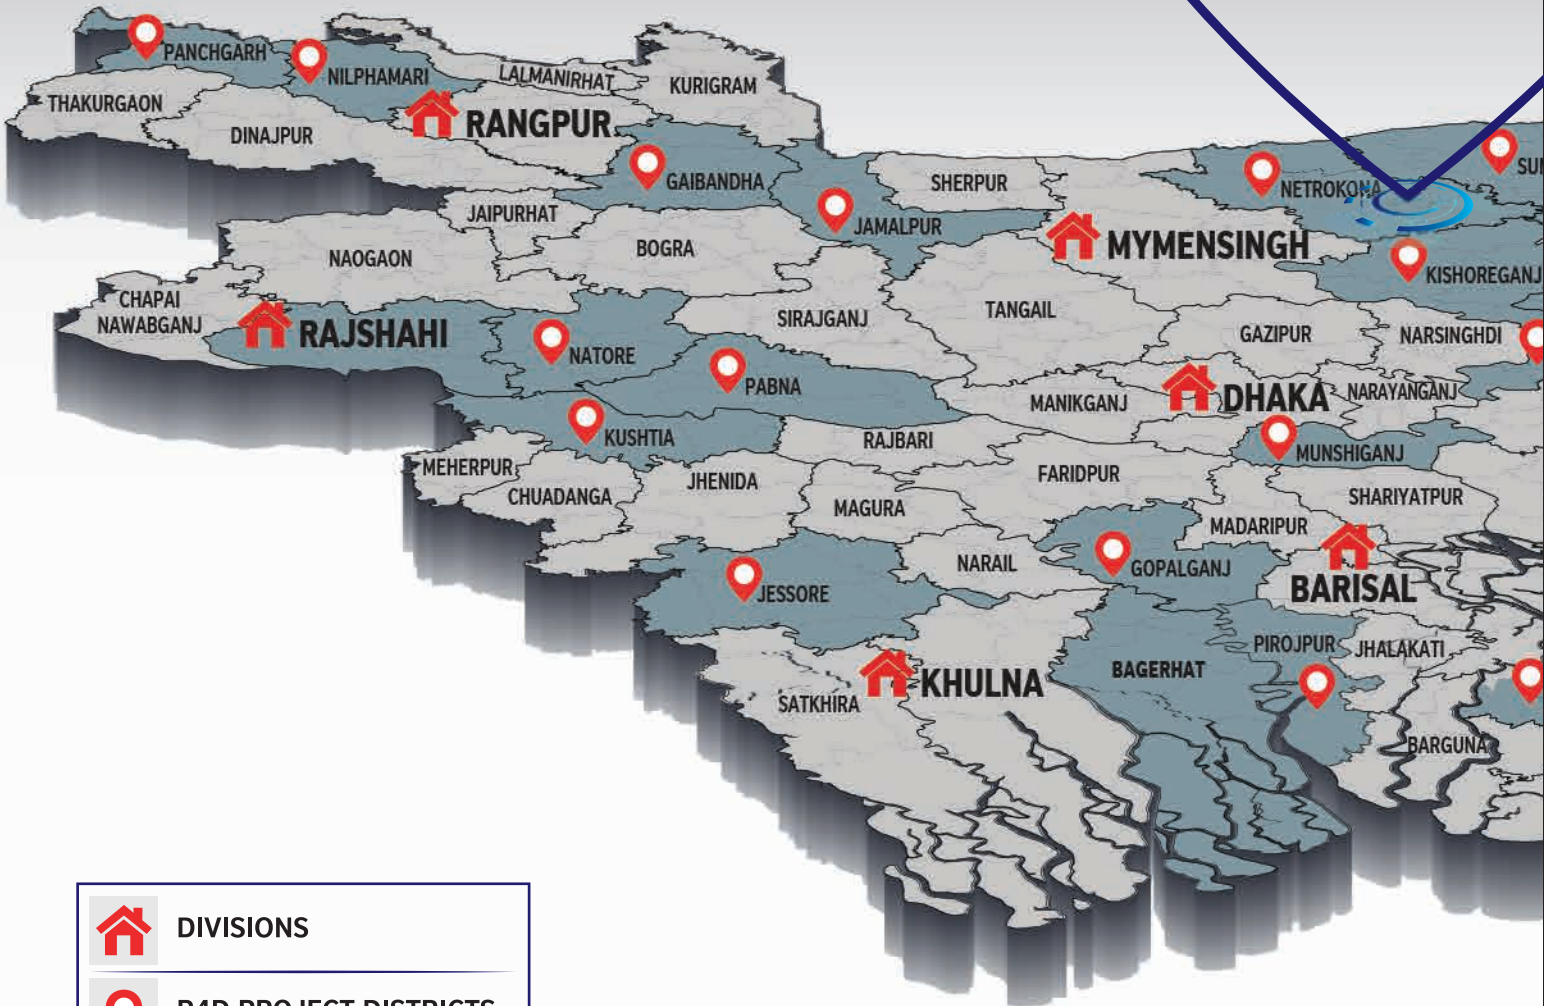 PANCHGARH
NILPHAMARI
LALMANIRHAT
KURIGRAM
THAKURGAON
DINAJPUR
RANGPUR
GAIBANDHA
SHERPUR
NETROKONA
JAIPURHAT
JAMALPUR
MYMENSINGH
NAOGAON
BOGRA
KISHOREGANJ
CHAPAI
NAWABGANJ
RAJSHAHI
SIRAJGANJ
TANGAIL
GAZIPUR
NARSINGHDI
NATORE
PABNA
MANIKGANJ
DHAKA
NARAYANGANJ
KUSHTIA
RAJBARI
MUNSHIGANJ
MEHERPUR
CHUADANGA
JHENIDA
MAGURA
FARIDPUR
SHARIYATPUR
MADARIPUR
JESSORE
NARAIL
GOPALGANJ
BARISAL
PIROJPUR
JHALAKATI
BAGERHAT
SATKHIRA
KHULNA
BARGUNA
DIVISIONS
PROJECT DISTRICTS